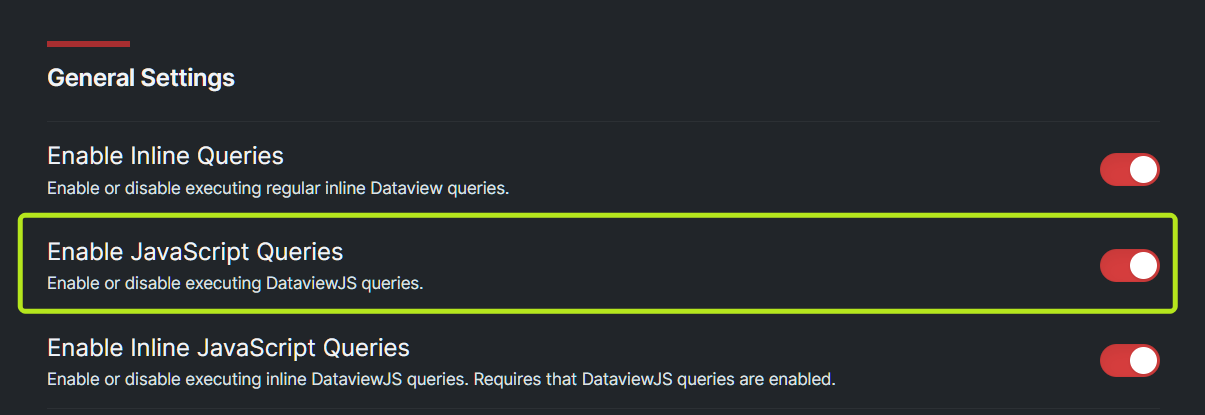 General Settings
Enable Inline Queries
Enable or disable executing regular inline Dataview queries.
Enable JavaScript Queries
Enable or disable executing DataviewJS queries.
Enable Inline JavaScript Queries
Enable or disable executing inline DataviewJS queries. Requires that DataviewJS queries are enabled.